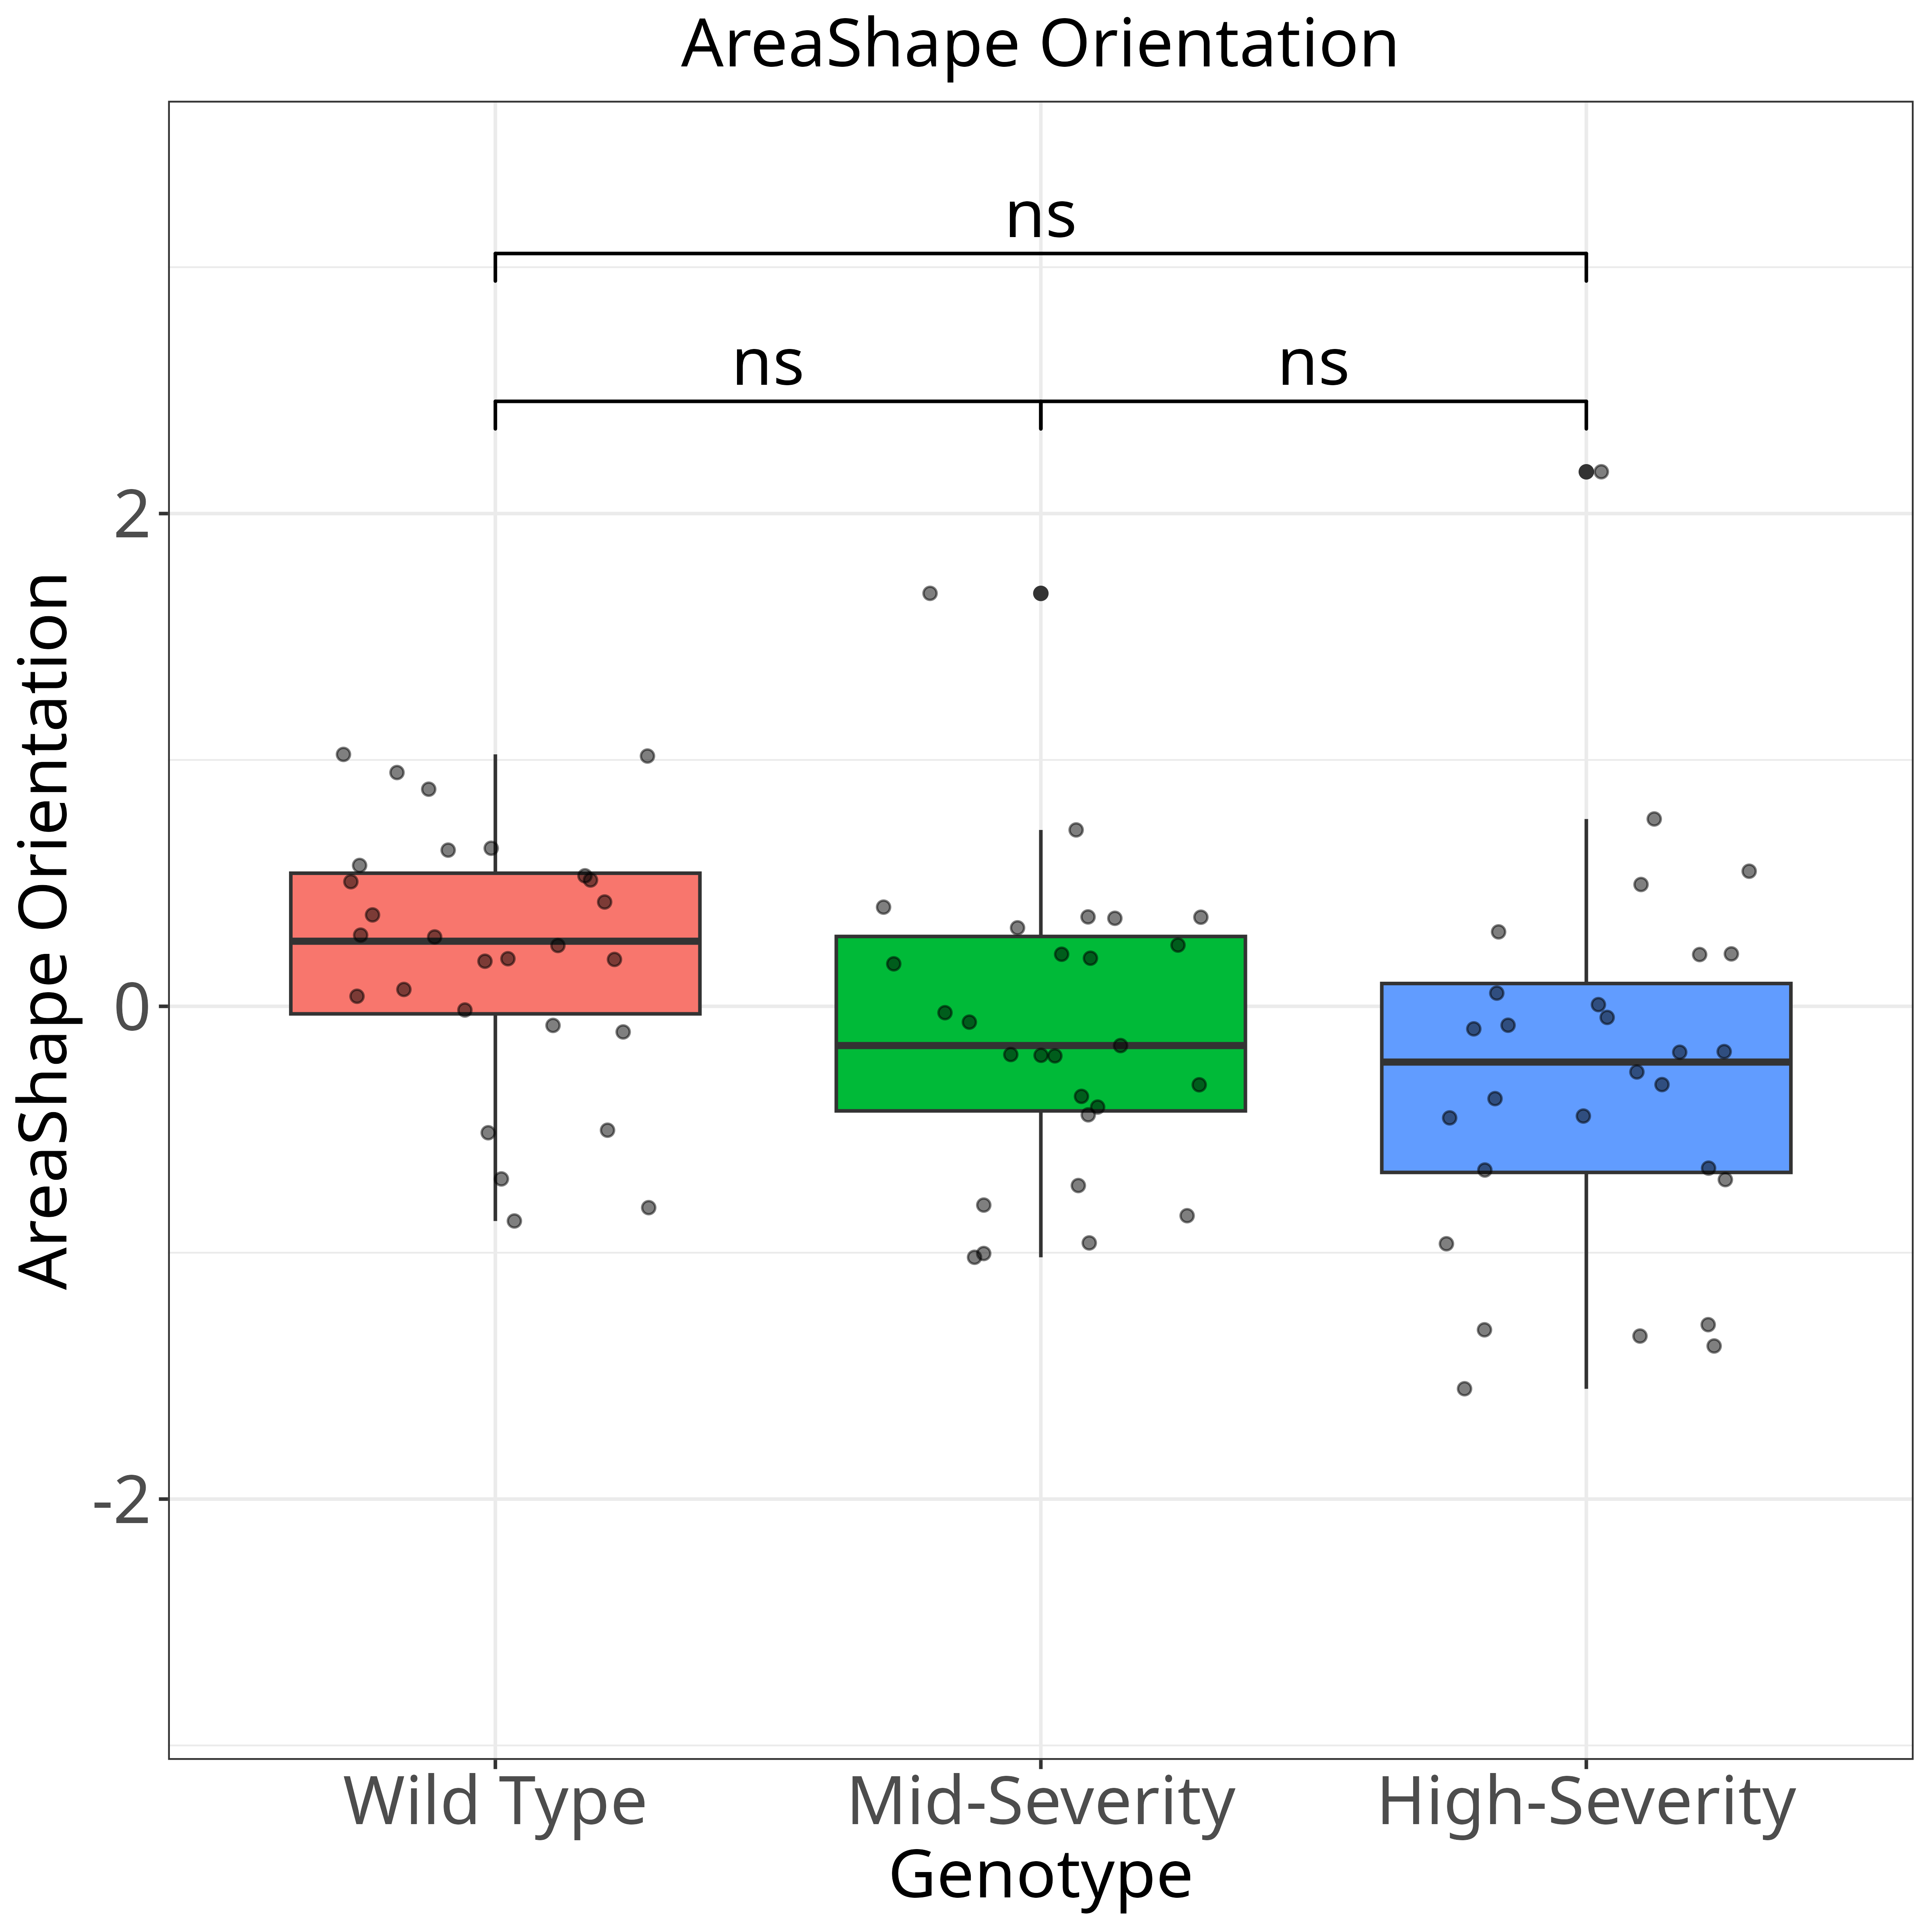 AreaShape Orientation
ns
ns
ns
AreaShape Orientation
2
0
-2
Wild Type
Mid-Severity
High-Severity
Genotype